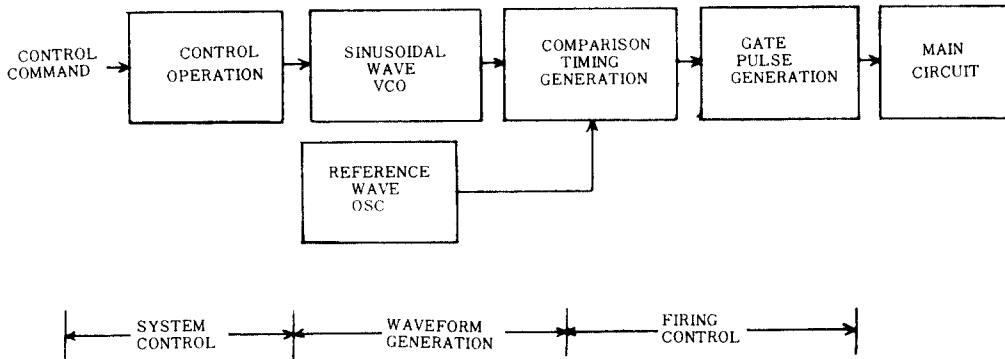 CONTROL
COMMAND
CONTROL
OPERATION
SINUSOIDAL
WAVE
VCO
COMPARISON
TIMING
GENERATION
GATE
PULSE
GENERATION
MAIN
CIRCUIT
REFERENCE
WAVE
OSC
SYSTEM
CONTROL
WAVEFORM
GENERATION
FIRING
CONTROL